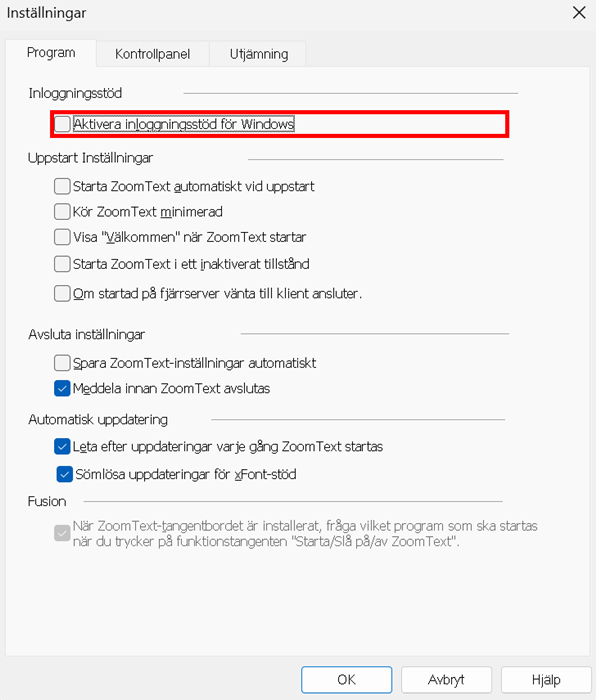 Inställningar
Program
Kontrollpanel
Utjämning
Inloggningsstöd
Aktivera inloggningsstöd för Windows
Uppstart Inställningar
Starta ZoomText automatiskt vid uppstart
Kör ZoomText minimerad
Visa "Välkommen" när ZoomText startar
Starta ZoomText i ett inaktiverat tillstånd
Om startad på fjärrserver vänta till klient ansluter.
Avsluta inställningar
Spara ZoomText-inställningar automatiskt
Meddela innan ZoomText avslutas
Automatisk uppdatering
Leta efter uppdateringar varje gång ZoomText startas
Sömlösa uppdateringar för xFont-stöd
Fusion
När ZoomText-tangentbordet är installerat, fråga vilket program som ska startas
när du trycker på funktionstangenten "Starta/Slå på/av ZoomText".
OK
Avbryt
Hjälp